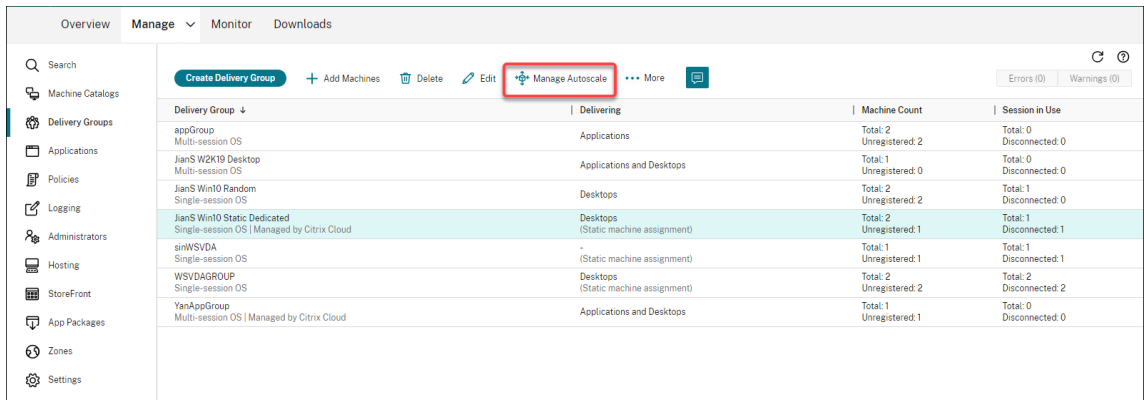 Overview Manage Monitor Downloads
Search
Machine Catalogs
Delivery Groups
Applications
Policies
Logging
Administrators
Hosting
StoreFront
App Packages
Zones
Settings
Create Delivery Group Add Machines Delete Edit Manage Autoscale More
Errors (0) Warnings (0)
Delivery Group ↓ Delivering Machine Count Session in Use
appGroup Applications Total: 2 Total: 0
Multi-session OS Unregistered: 2 Disconnected: 0
JianS W2K19 Desktop Applications and Desktops Total: 1 Total: 0
Multi-session OS Unregistered: 0 Disconnected: 0
JianS Win10 Random Desktops Total: 2 Total: 1
Single-session OS Unregistered: 2 Disconnected: 0
JianS Win10 Static Dedicated Desktops Total: 2 Total: 1
Single-session OS | Managed by Citrix Cloud (Static machine assignment) Unregistered: 1 Disconnected: 1
sinWSVDA - Total: 1 Total: 1
Single-session OS (Static machine assignment) Unregistered: 1 Disconnected: 1
WSVDAGROUP Desktops Total: 2 Total: 2
Single-session OS (Static machine assignment) Unregistered: 2 Disconnected: 2
YanAppGroup Applications and Desktops Total: 1 Total: 0
Multi-session OS | Managed by Citrix Cloud Unregistered: 1 Disconnected: 0